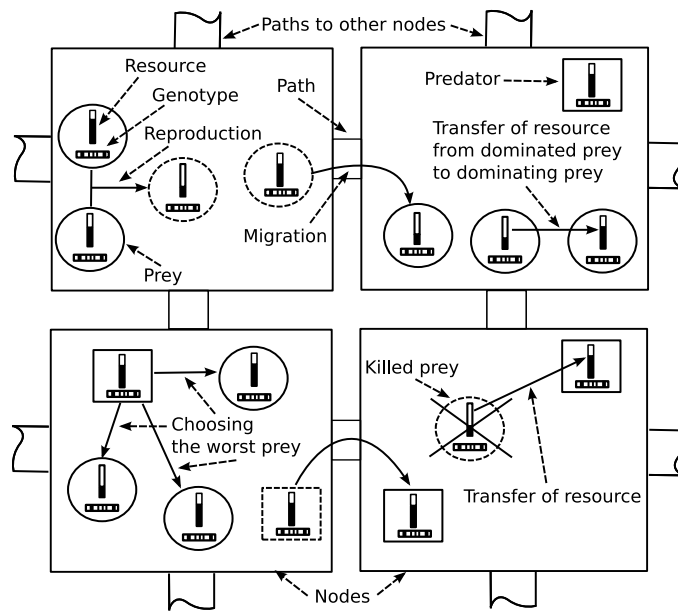 Paths to other nodes
Resource
Genotype
Reproduction
Path
Migration
Prey
Predator
Transfer of resource
from dominated prey
to dominating prey
Choosing
the worst prey
Killed prey
Transfer of resource
Nodes